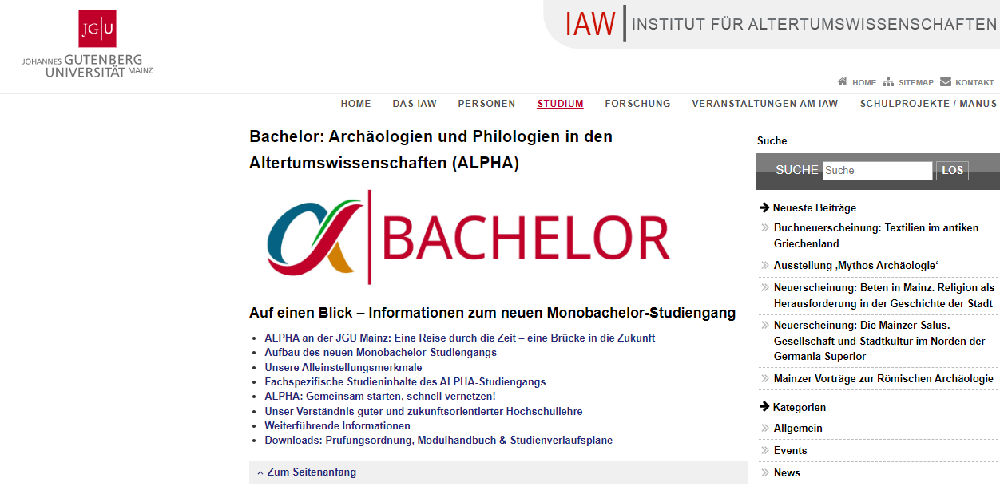 JG|U
JOHANNES GUTENBERG
UNIVERSITÄT MAINZ
IAW | INSTITUT FÜR ALTERTUMSWISSENSCHAFTEN
HOME SITEMAP KONTAKT
HOME DAS IAW PERSONEN STUDIUM FORSCHUNG VERANSTALTUNGEN AM IAW SCHULPROJEKTE / MANUS
Bachelor: Archäologien und Philologien in den
Altertumswissenschaften (ALPHA)
α|BACHELOR
Auf einen Blick – Informationen zum neuen Monobachelor-Studiengang
ALPHA an der JGU Mainz: Eine Reise durch die Zeit – eine Brücke in die Zukunft
Aufbau des neuen Monobachelor-Studiengangs
Unsere Alleinstellungsmerkmale
Fachspezifische Studieninhalte des ALPHA-Studiengangs
ALPHA: Gemeinsam starten, schnell vernetzen!
Unser Verständnis guter und zukunftsorientierter Hochschullehre
Weiterführende Informationen
Downloads: Prüfungsordnung, Modulhandbuch & Studienverlaufspläne
Zum Seitenanfang
Suche
SUCHE Suche LOS
Neueste Beiträge
Buchneuerscheinung: Textilien im antiken
Griechenland
Ausstellung ‚Mythos Archäologie‘
Neuerscheinung: Beten in Mainz. Religion als
Herausforderung in der Geschichte der Stadt
Neuerscheinung: Die Mainzer Salus.
Gesellschaft und Stadtkultur im Norden der
Germania Superior
Mainzer Vorträge zur Römischen Archäologie
Kategorien
Allgemein
Events
News